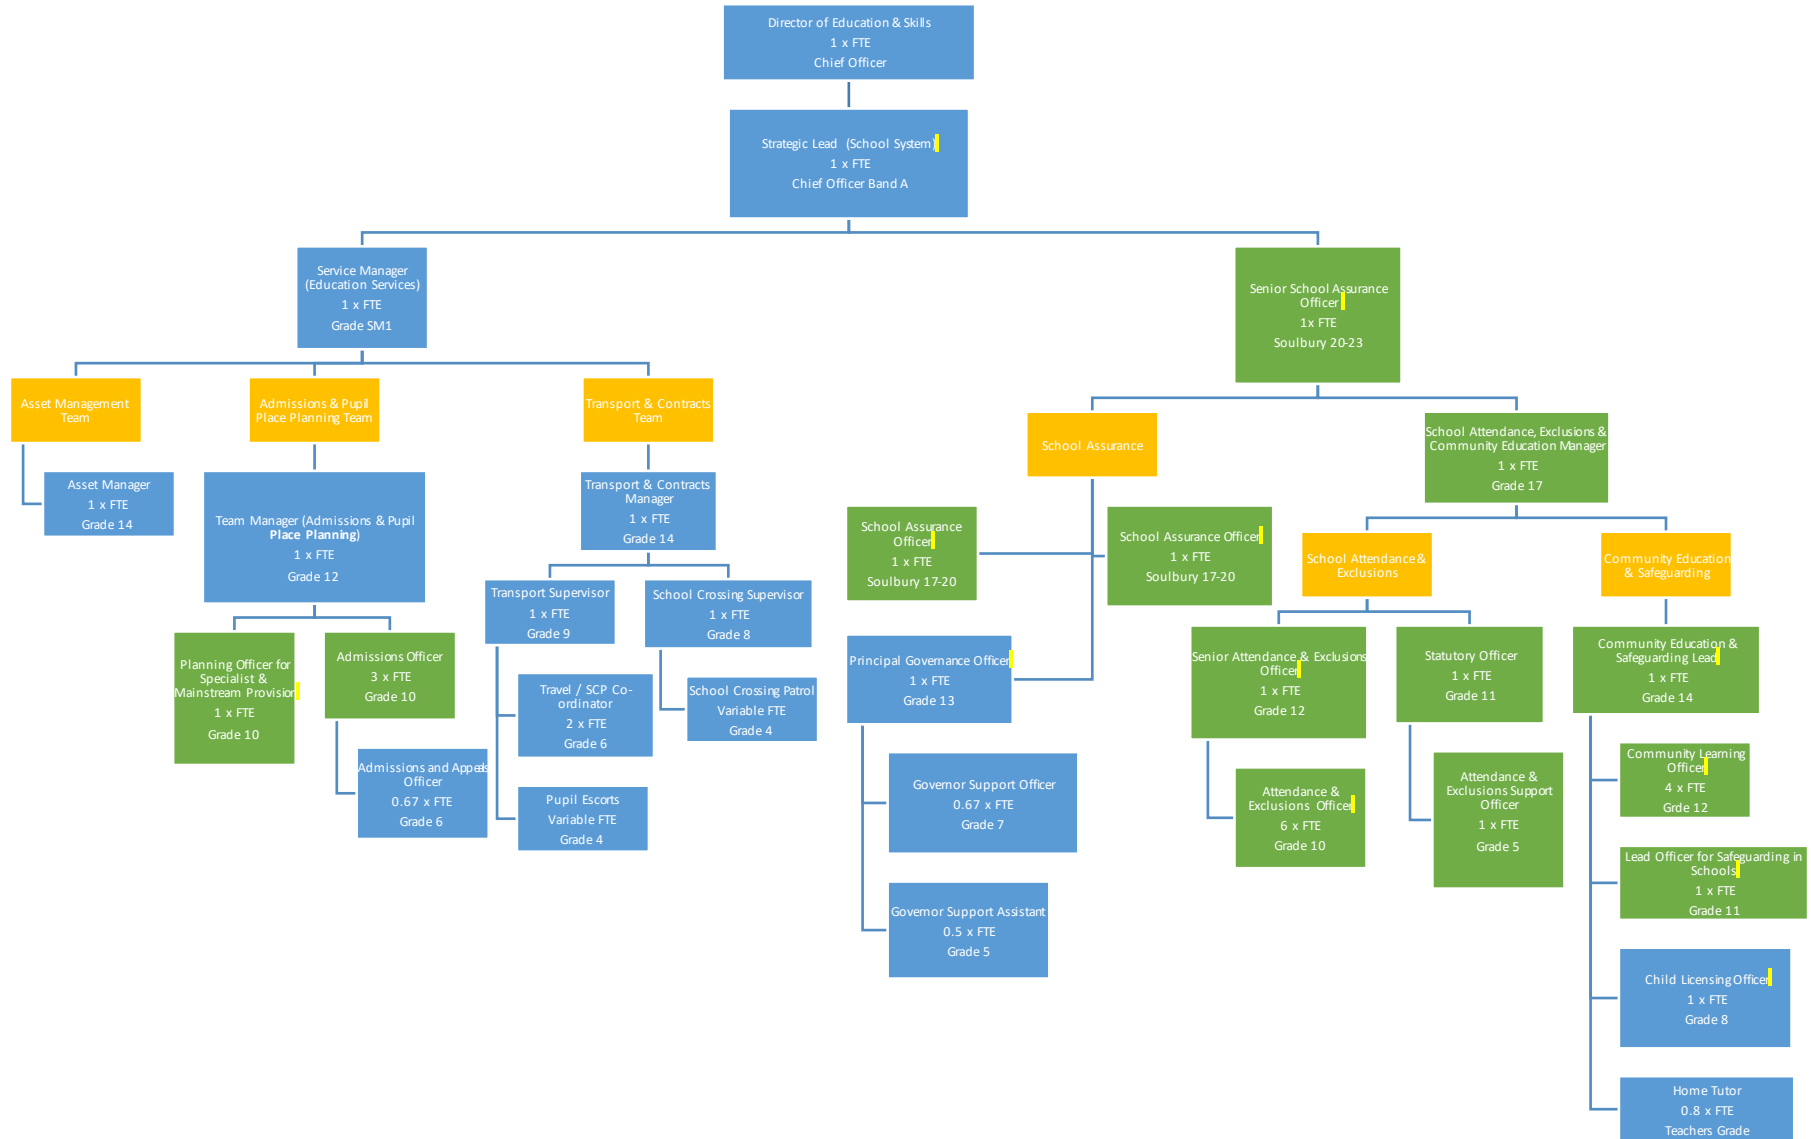 Director of Education & Skills
1 x FTE
Chief Officer
Strategic Lead (School System)
1 x FTE
Chief Officer Band A
Service Manager
(Education Services)
1 x FTE
Grade SM1
Senior School Assurance
Officer
1x FTE
Soulbury 20-23
Asset Management
Team
Admissions & Pupil
Place Planning Team
Transport & Contracts
Team
School Assurance
School Attendance, Exclusions &
Community Education Manager
1 x FTE
Grade 17
Asset Manager
1 x FTE
Grade 14
Team Manager (Admissions & Pupil
Place Planning)
1 x FTE
Grade 12
Transport & Contracts
Manager
1 x FTE
Grade 14
School Assurance
Officer
1 x FTE
Soulbury 17-20
School Assurance Officer
1 x FTE
Soulbury 17-20
School Attendance &
Exclusions
Community Education
& Safeguarding
Transport Supervisor
1 x FTE
Grade 9
School Crossing Supervisor
1 x FTE
Grade 8
Planning Officer for
Specialist &
Mainstream Provision
1 x FTE
Grade 10
Admissions Officer
3 x FTE
Grade 10
Principal Governance Officer
1 x FTE
Grade 13
Senior Attendance & Exclusions
Officer
1 x FTE
Grade 12
Statutory Officer
1 x FTE
Grade 11
Community Education &
Safeguarding Lead
1 x FTE
Grade 14
Travel / SCP Co-
ordinator
2 x FTE
Grade 6
School Crossing Patrol
Variable FTE
Grade 4
Admissions and Appeals
Officer
0.67 x FTE
Grade 6
Pupil Escorts
Variable FTE
Grade 4
Governor Support Officer
0.67 x FTE
Grade 7
Attendance &
Exclusions Officer
6 x FTE
Grade 10
Attendance &
Exclusions Support
Officer
1 x FTE
Grade 5
Community Learning
Officer
4 x FTE
Grde 12
Governor Support Assistant
0.5 x FTE
Grade 5
Lead Officer for Safeguarding in
Schools
1 x FTE
Grade 11
Child Licensing Officer
1 x FTE
Grade 8
Home Tutor
0.8 x FTE
Teachers Grade